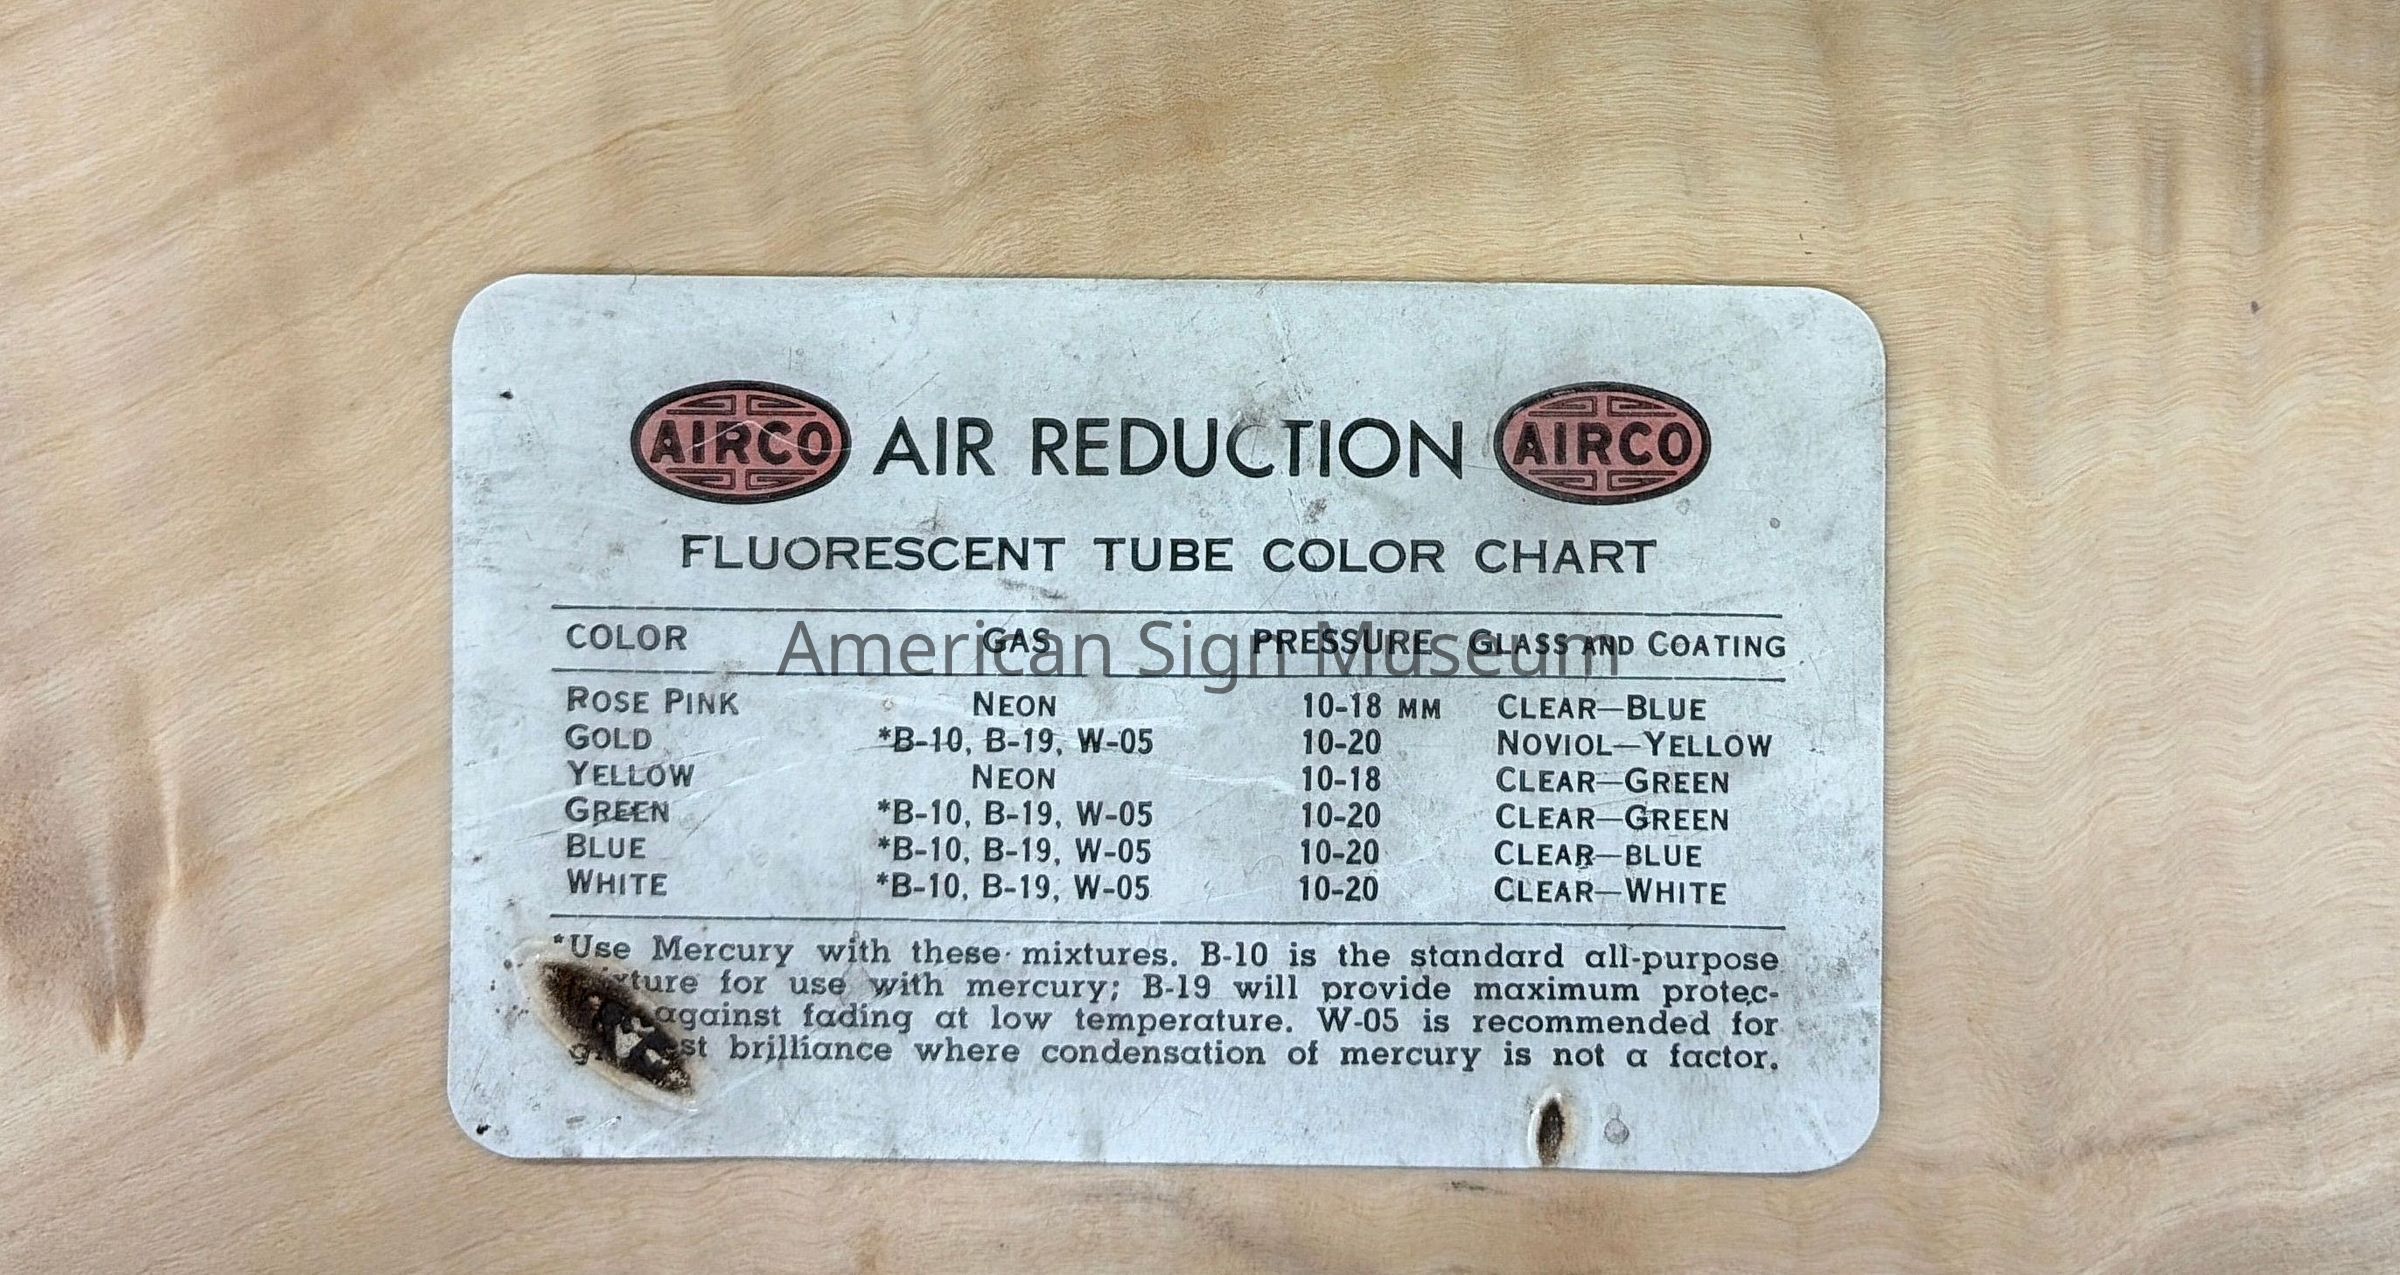 AIRCO AIR REDUCTION AIRCO
FLUORESCENT TUBE COLOR CHART
COLOR GAS PRESSURE GLASS AND COATING
American Sign Museum
ROSE PINK NEON 10-18 MM CLEAR—BLUE
GOLD *B-10, B-19, W-05 10-20 NOVIOL—YELLOW
YELLOW NEON 10-18 CLEAR—GREEN
GREEN *B-10, B-19, W-05 10-20 CLEAR—GREEN
BLUE *B-10, B-19, W-05 10-20 CLEAR—BLUE
WHITE *B-10, B-19, W-05 10-20 CLEAR—WHITE
*Use Mercury with these mixtures. B-10 is the standard all-purpose
for use with mercury; B-19 will provide maximum protec-
against fading at low temperature. W-05 is recommended for
brilliance where condensation of mercury is not a factor.